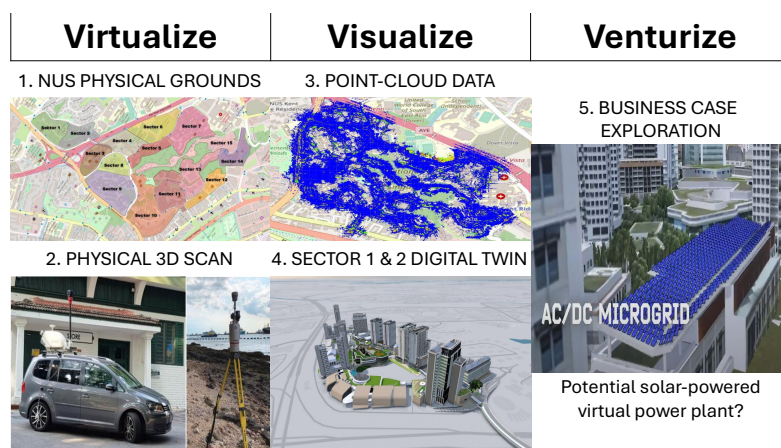 Virtualize
Visualize
Venturize
1. NUS PHYSICAL GROUNDS
Sector 1
Sector 3
Sector 4
Sector 6
Sector 7
Sector 2
Sector 5
Sector 8
Sector 9
Sector 15
Sector 14
Sector 13
Sector 12
Sector 11
Sector 10
2. PHYSICAL 3D SCAN
3. POINT-CLOUD DATA
AVE
4. SECTOR 1 & 2 DIGITAL TWIN
5. BUSINESS CASE
EXPLORATION
AC/DC MICROGRID
Potential solar-powered
virtual power plant?